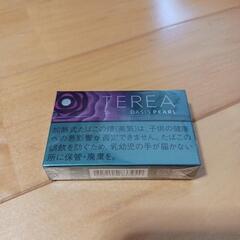 TEREA
OASIS PEARL
加熱式たばこの煙(蒸気)は、子供の健康
への悪影響が否定できません。たばこの
誤飲を防ぐため、乳幼児の手が届かない
所に保管・廃棄を。